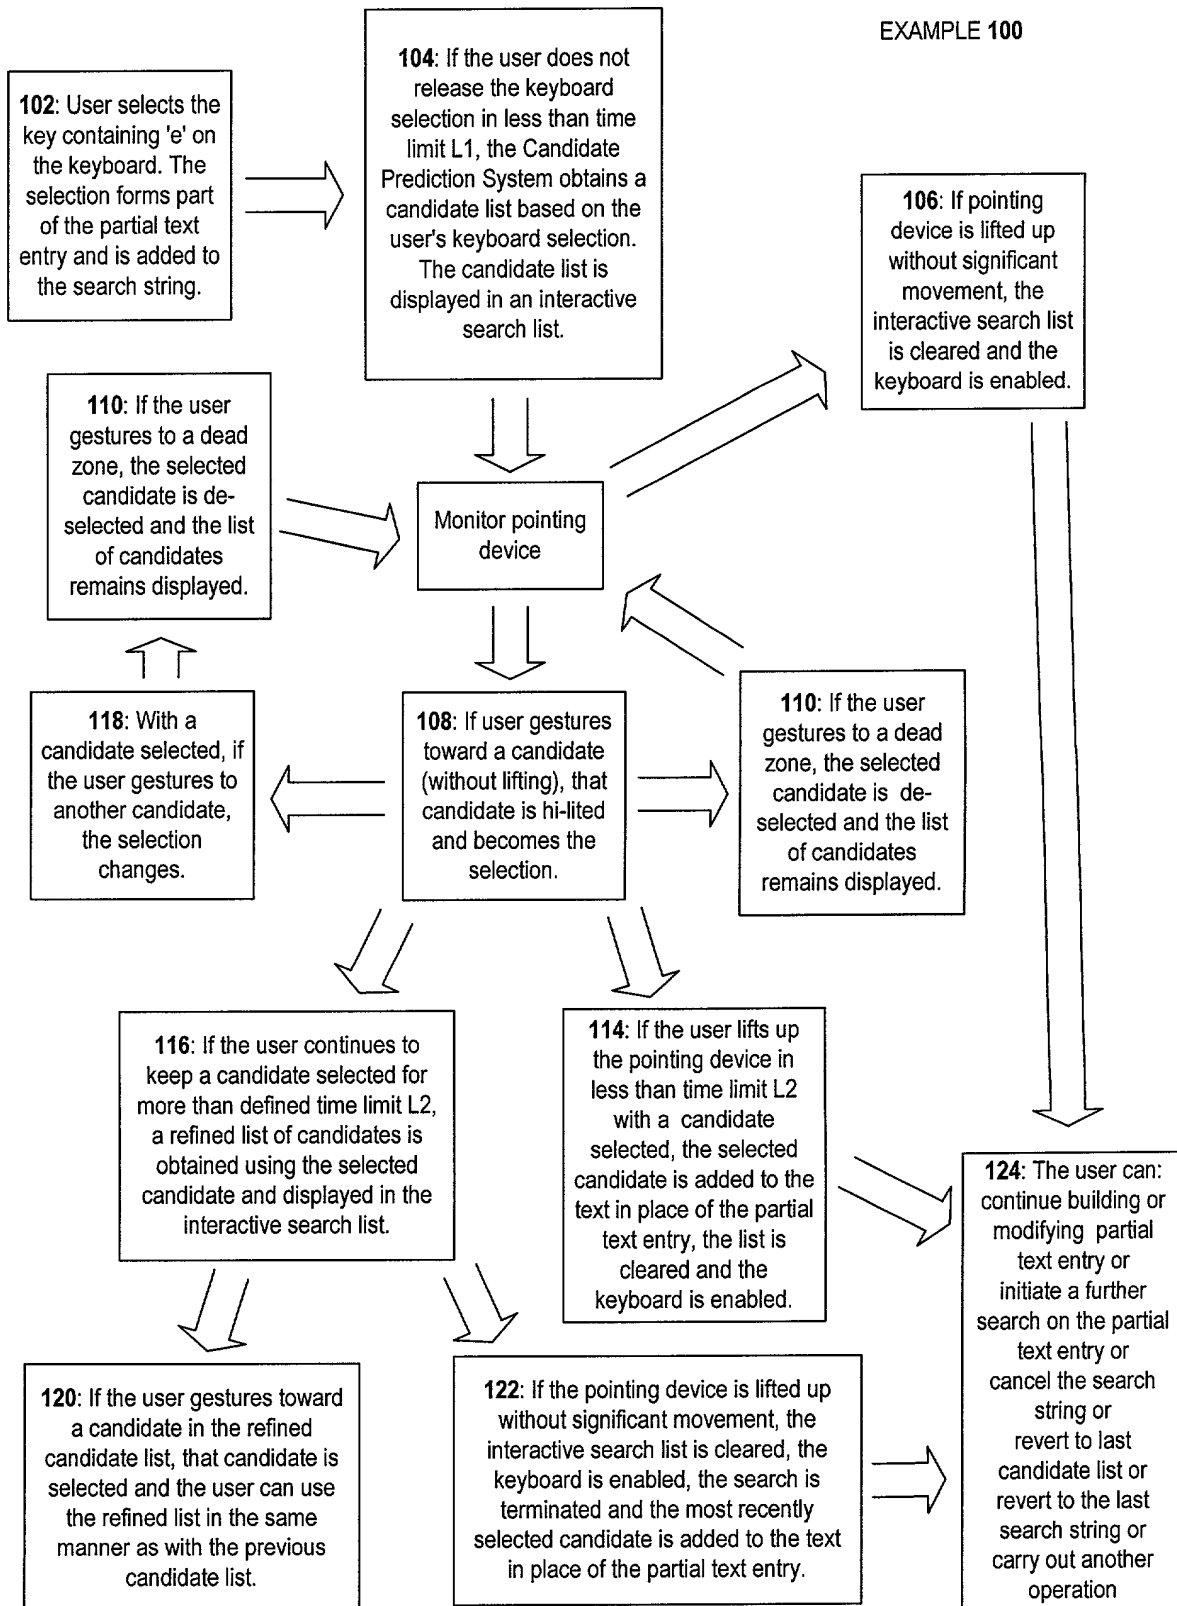 EXAMPLE 100
102: User selects the
key containing 'e' on
the keyboard. The
selection forms part
of the partial text
entry and is added to
the search string.
104: If the user does not
release the keyboard
selection in less than time
limit L1, the Candidate
Prediction System obtains a
candidate list based on the
user's keyboard selection.
The candidate list is
displayed in an interactive
search list.
106: If pointing
device is lifted up
without significant
movement, the
interactive search list
is cleared and the
keyboard is enabled.
110: If the user
gestures to a dead
zone, the selected
candidate is de-
selected and the list
of candidates
remains displayed.
Monitor pointing
device
118: With a
candidate selected, if
the user gestures to
another candidate,
the selection
changes.
108: If user gestures
toward a candidate
(without lifting), that
candidate is hi-lited
and becomes the
selection.
110: If the user
gestures to a dead
zone, the selected
candidate is de-
selected and the list
of candidates
remains displayed.
116: If the user continues to
keep a candidate selected for
more than defined time limit L2,
a refined list of candidates is
obtained using the selected
candidate and displayed in the
interactive search list.
114: If the user lifts up
the pointing device in
less than time limit L2
with a candidate
selected, the selected
candidate is added to the
text in place of the partial
text entry, the list is
cleared and the
keyboard is enabled.
124: The user can:
continue building or
modifying partial
text entry or
initiate a further
search on the partial
text entry or
cancel the search
string or
revert to last
candidate list or
revert to the last
search string or
carry out another
operation
120: If the user gestures toward
a candidate in the refined
candidate list, that candidate is
selected and the user can use
the refined list in the same
manner as with the previous
candidate list.
122: If the pointing device is lifted up
without significant movement, the
interactive search list is cleared, the
keyboard is enabled, the search is
terminated and the most recently
selected candidate is added to the text
in place of the partial text entry.